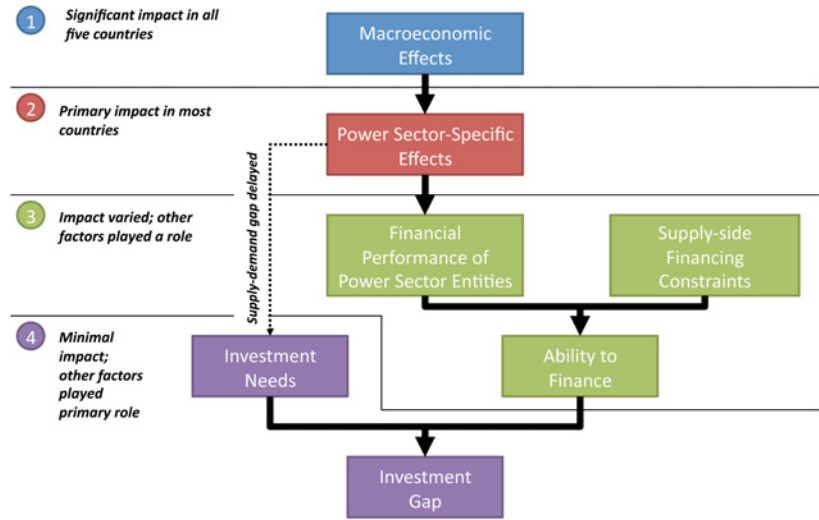 1
Significant impact in all
five countries
Macroeconomic
Effects
2
Primary impact in most
countries
Power Sector-Specific
Effects
Supply-demand gap delayed
3
Impact varied; other
factors played a role
Financial
Performance of
Power Sector Entities
Supply-side
Financing
Constraints
4
Minimal
impact;
other factors
played
primary role
Investment
Needs
Ability to
Finance
Investment
Gap